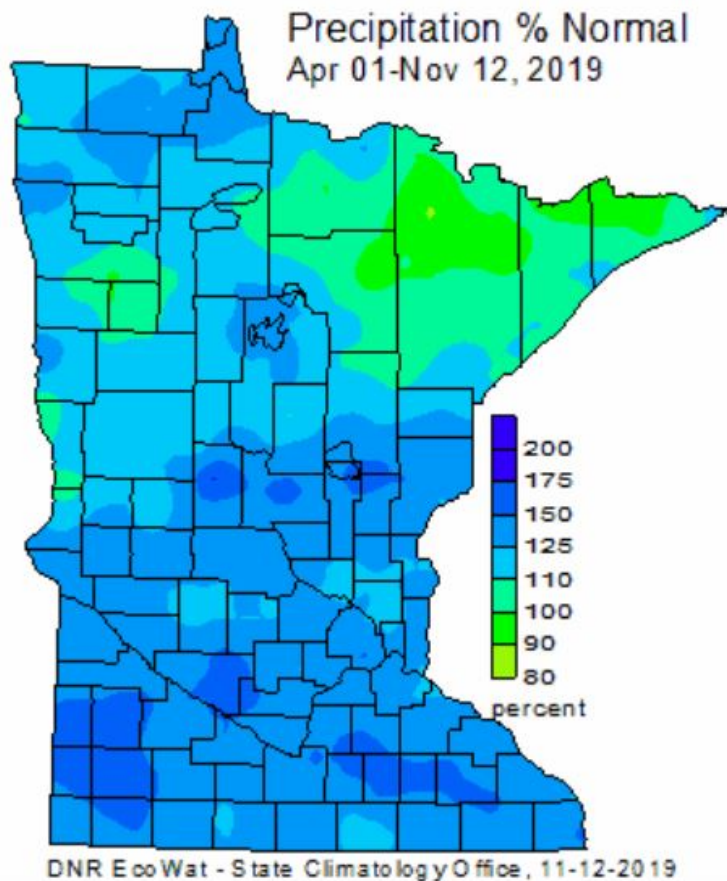 Precipitation % Normal
Apr 01-Nov 12, 2019
200
175
150
125
110
100
90
80
percent
DNR EcoWat - State Climatology Office, 11-12-2019